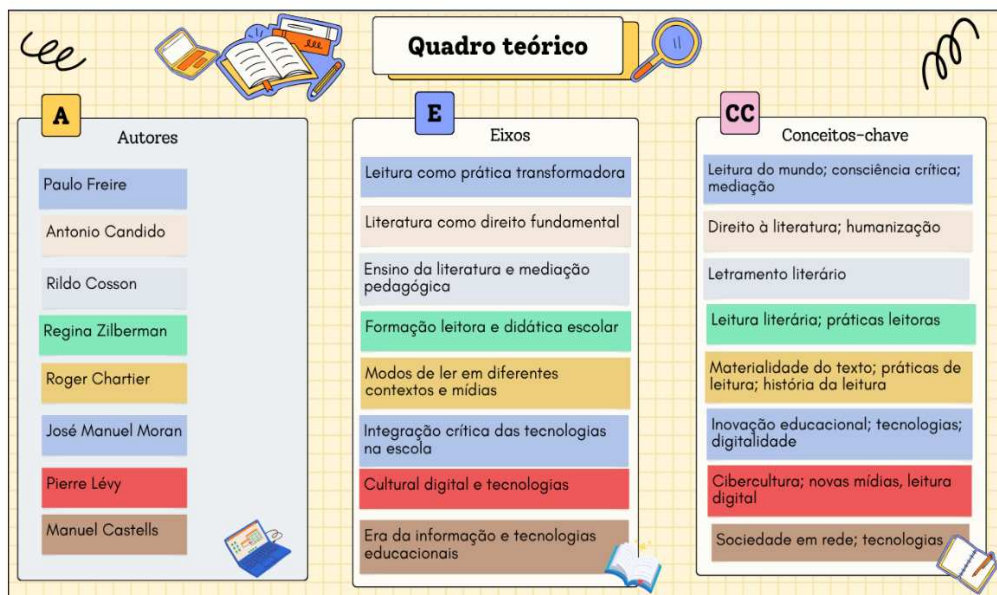 Quadro teórico
A
Autores
Paulo Freire
Antonio Candido
Rildo Cosson
Regina Zilberman
Roger Chartier
José Manuel Moran
Pierre Lévy
Manuel Castells
E
Eixos
Leitura como prática transformadora
Literatura como direito fundamental
Ensino da literatura e mediação
pedagógica
Formação leitora e didática escolar
Modos de ler em diferentes
contextos e mídias
Integração crítica das tecnologias
na escola
Cultural digital e tecnologias
Era da informação e tecnologias
educacionais
CC
Conceitos-chave
Leitura do mundo; consciência crítica;
mediação
Direito à literatura; humanização
Letramento literário
Leitura literária; práticas leitoras
Materialidade do texto; práticas de
leitura; história da leitura
Inovação educacional; tecnologias;
digitalidade
Cibercultura; novas mídias, leitura
digital
Sociedade em rede; tecnologias